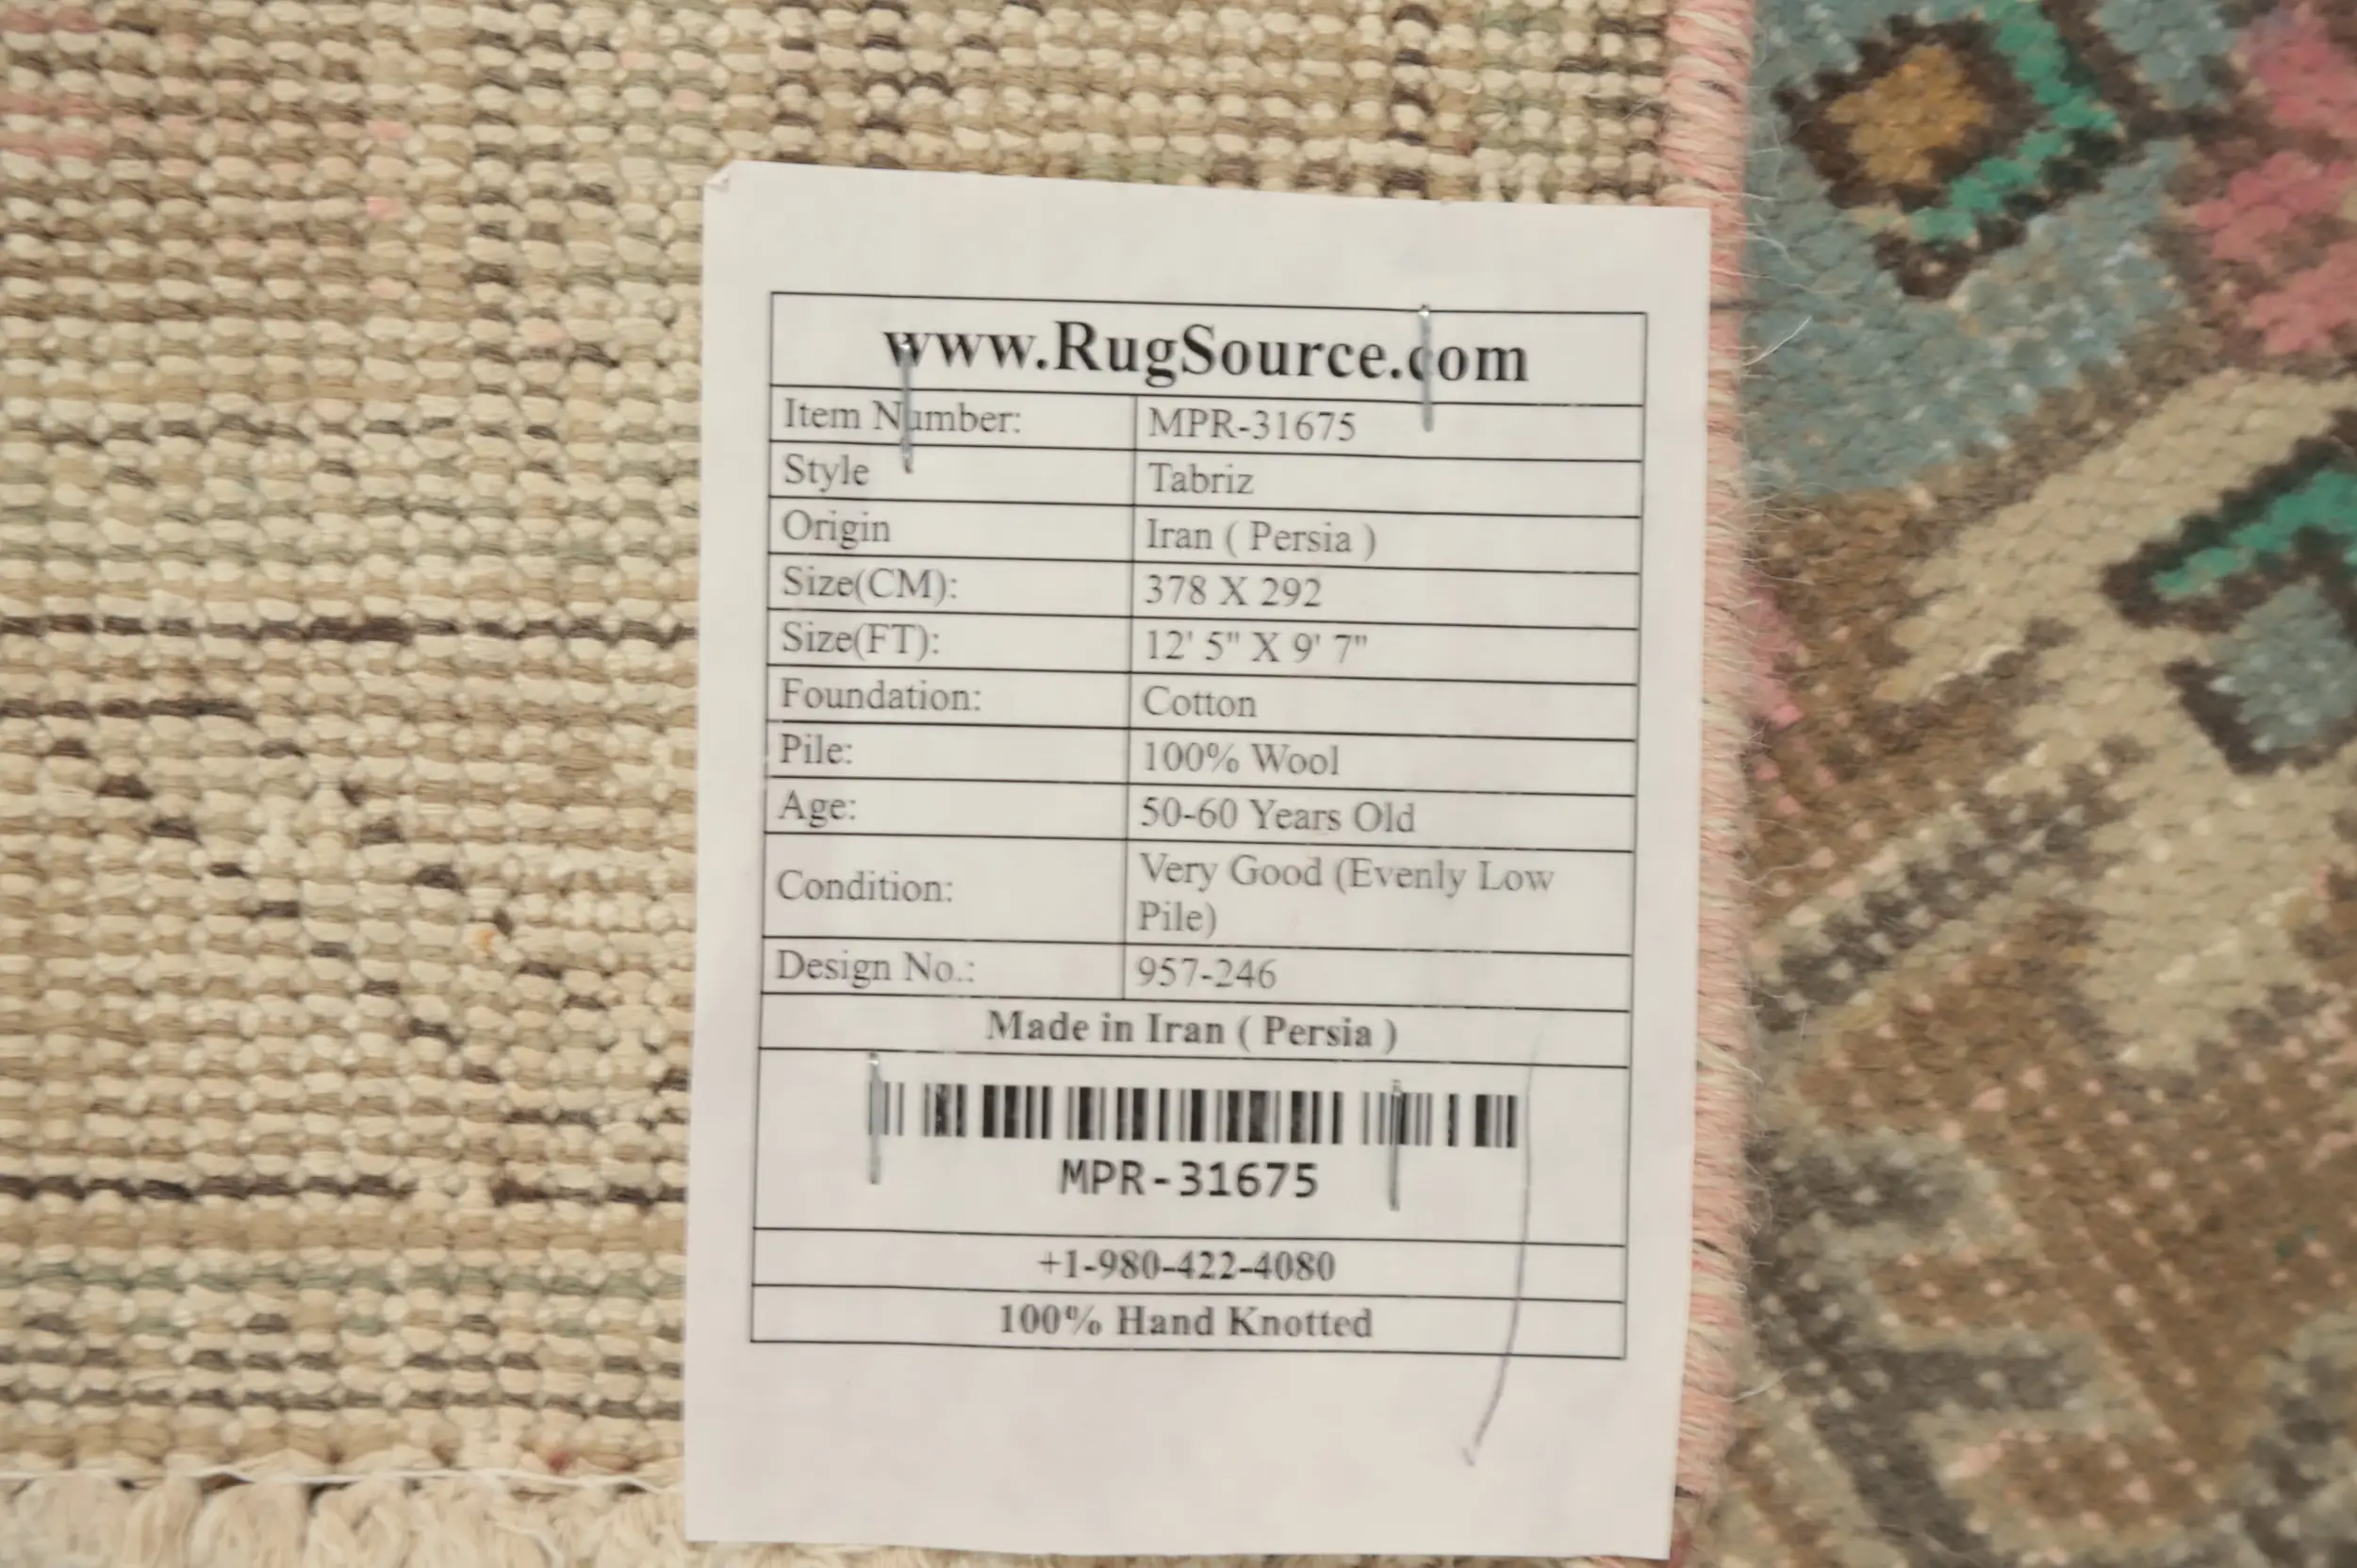 www.RugSource.com
Item Number: MPR-31675
Style Tabriz
Origin Iran ( Persia )
Size(CM): 378 X 292
Size(FT): 12' 5" X 9' 7"
Foundation: Cotton
Pile: 100% Wool
Age: 50-60 Years Old
Condition: Very Good (Evenly Low
Pile)
Design No.: 957-246
Made in Iran ( Persia )
MPR-31675
+1-980-422-4080
100% Hand Knotted